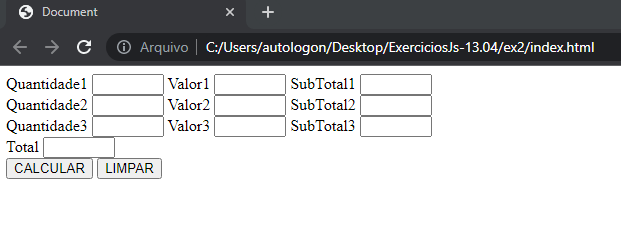 Document
Arquivo | C:/Users/autologon/Desktop/ExerciciosJs-13.04/ex2/index.html
Quantidade1 Valor1 SubTotal1
Quantidade2 Valor2 SubTotal2
Quantidade3 Valor3 SubTotal3
Total
CALCULAR LIMPAR